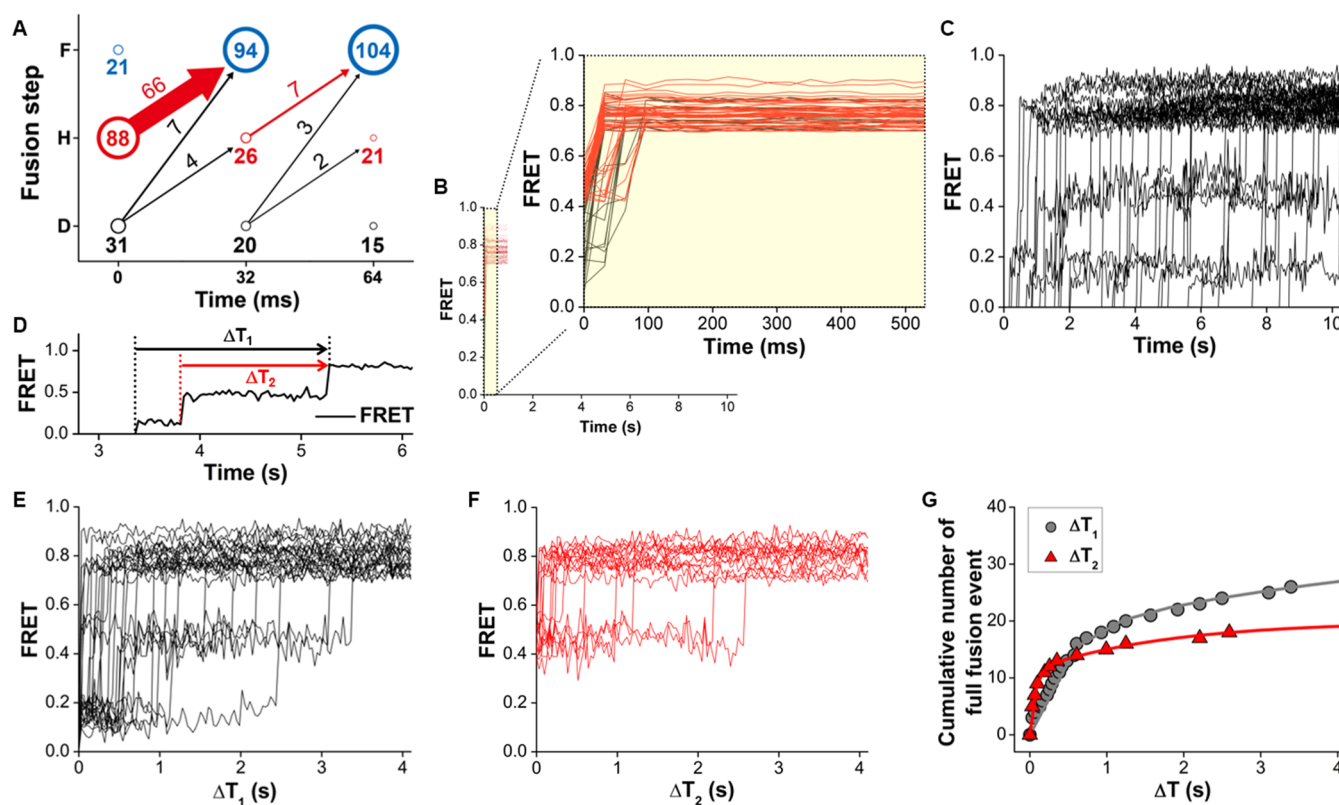 A
Fusion step
F
H
D
21
94
104
66
7
7
88
4
26
3
21
2
31
20
15
0
32
64
Time (ms)
B
FRET
1.0
0.8
0.6
0.4
0.2
0.0
0
2
4
6
8
10
Time (s)
FRET
1.0
0.8
0.6
0.4
0.2
0.0
0
100
200
300
400
500
Time (ms)
C
FRET
1.0
0.8
0.6
0.4
0.2
0.0
0
2
4
6
8
10
Time (s)
D
FRET
1.0
0.5
0.0
ΔT1
ΔT2
FRET
3
4
5
6
Time (s)
E
FRET
1.0
0.8
0.6
0.4
0.2
0.0
0
1
2
3
4
ΔT1 (s)
F
FRET
1.0
0.8
0.6
0.4
0.2
0.0
0
1
2
3
4
ΔT2 (s)
G
Cumulative number of
full fusion event
40
30
20
10
0
ΔT1
ΔT2
0
1
2
3
4
ΔT (s)